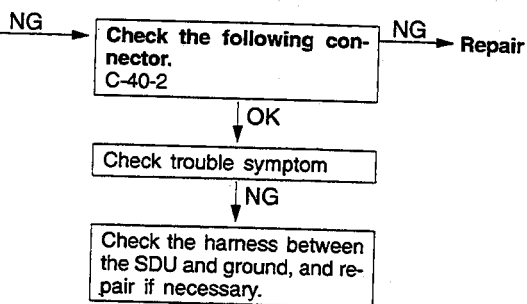 NG
Check the following con-
nector.
C-40-2
NG
Repair
OK
Check trouble symptom
NG
Check the harness between
the SDU and ground, and re-
pair if necessary.